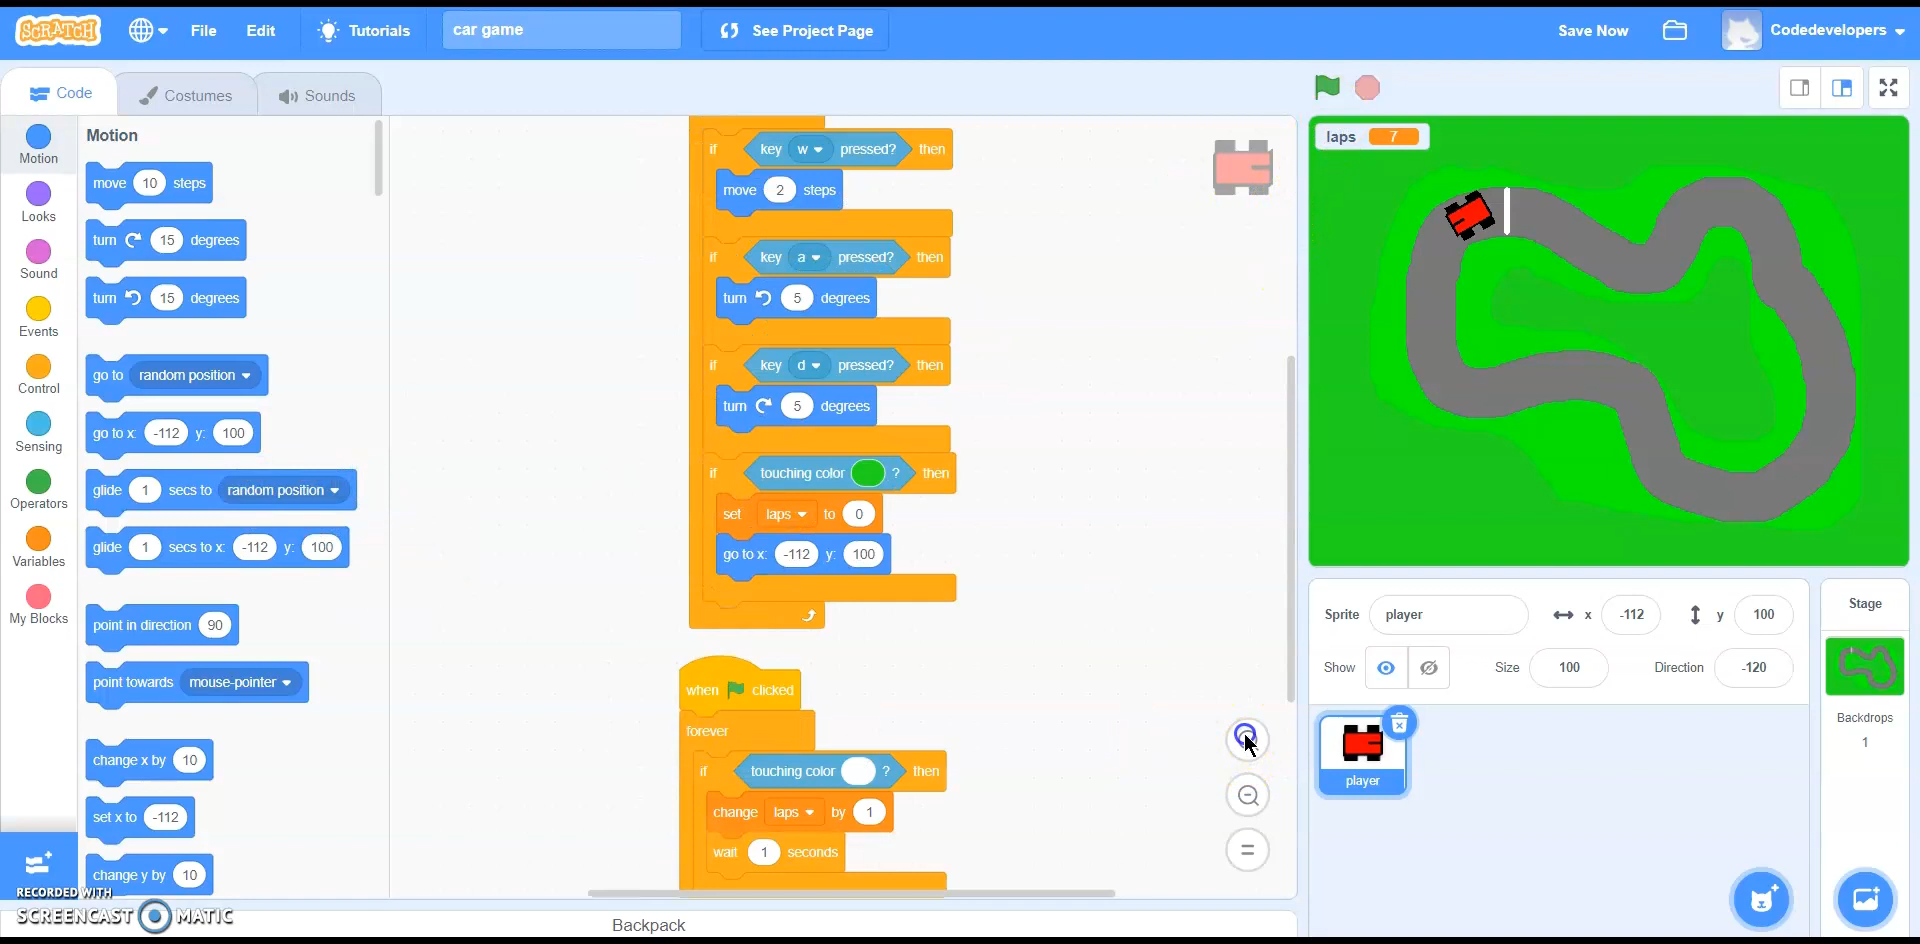 SCRATCH File Edit Tutorials car game See Project Page Save Now Codedevelopers
Code Costumes Sounds
Motion
Looks
Sound
Events
Control
Sensing
Operators
Variables
My Blocks
Motion
move 10 steps
turn 15 degrees
turn 15 degrees
go to random position
go to x: -112 y: 100
glide 1 secs to random position
glide 1 secs to x: -112 y: 100
point in direction 90
point towards mouse-pointer
change x by 10
set x to -112
change y by 10
if key w pressed? then
move 2 steps
if key a pressed? then
turn 5 degrees
if key d pressed? then
turn 5 degrees
if touching color ? then
set laps to 0
go to x: -112 y: 100
when clicked
forever
if touching color ? then
change laps by 1
wait 1 seconds
laps 7
Sprite player x -112 y 100
Show Size 100 Direction -120
player
Stage
Backdrops
1
Backpack
RECORDED WITH
SCREENCAST MATIC